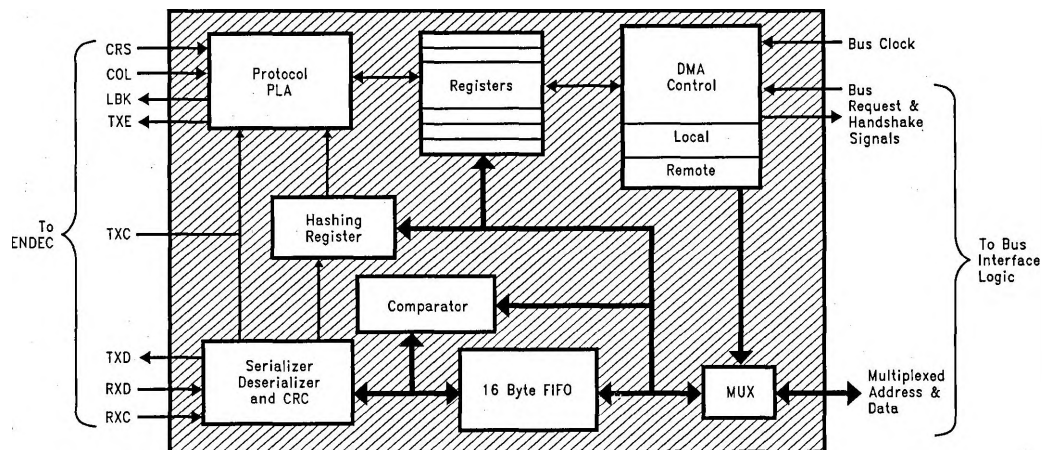 CRS
COL
LBK
TXE
To
ENDEC
TXC
TXD
RXD
RXC
Protocol
PLA
Registers
DMA
Control
Local
Remote
Hashing
Register
Comparator
Serializer
Deserializer
and CRC
16 Byte FIFO
MUX
Bus Clock
Bus
Request &
Handshake
Signals
To Bus
Interface
Logic
Multiplexed
Address &
Data